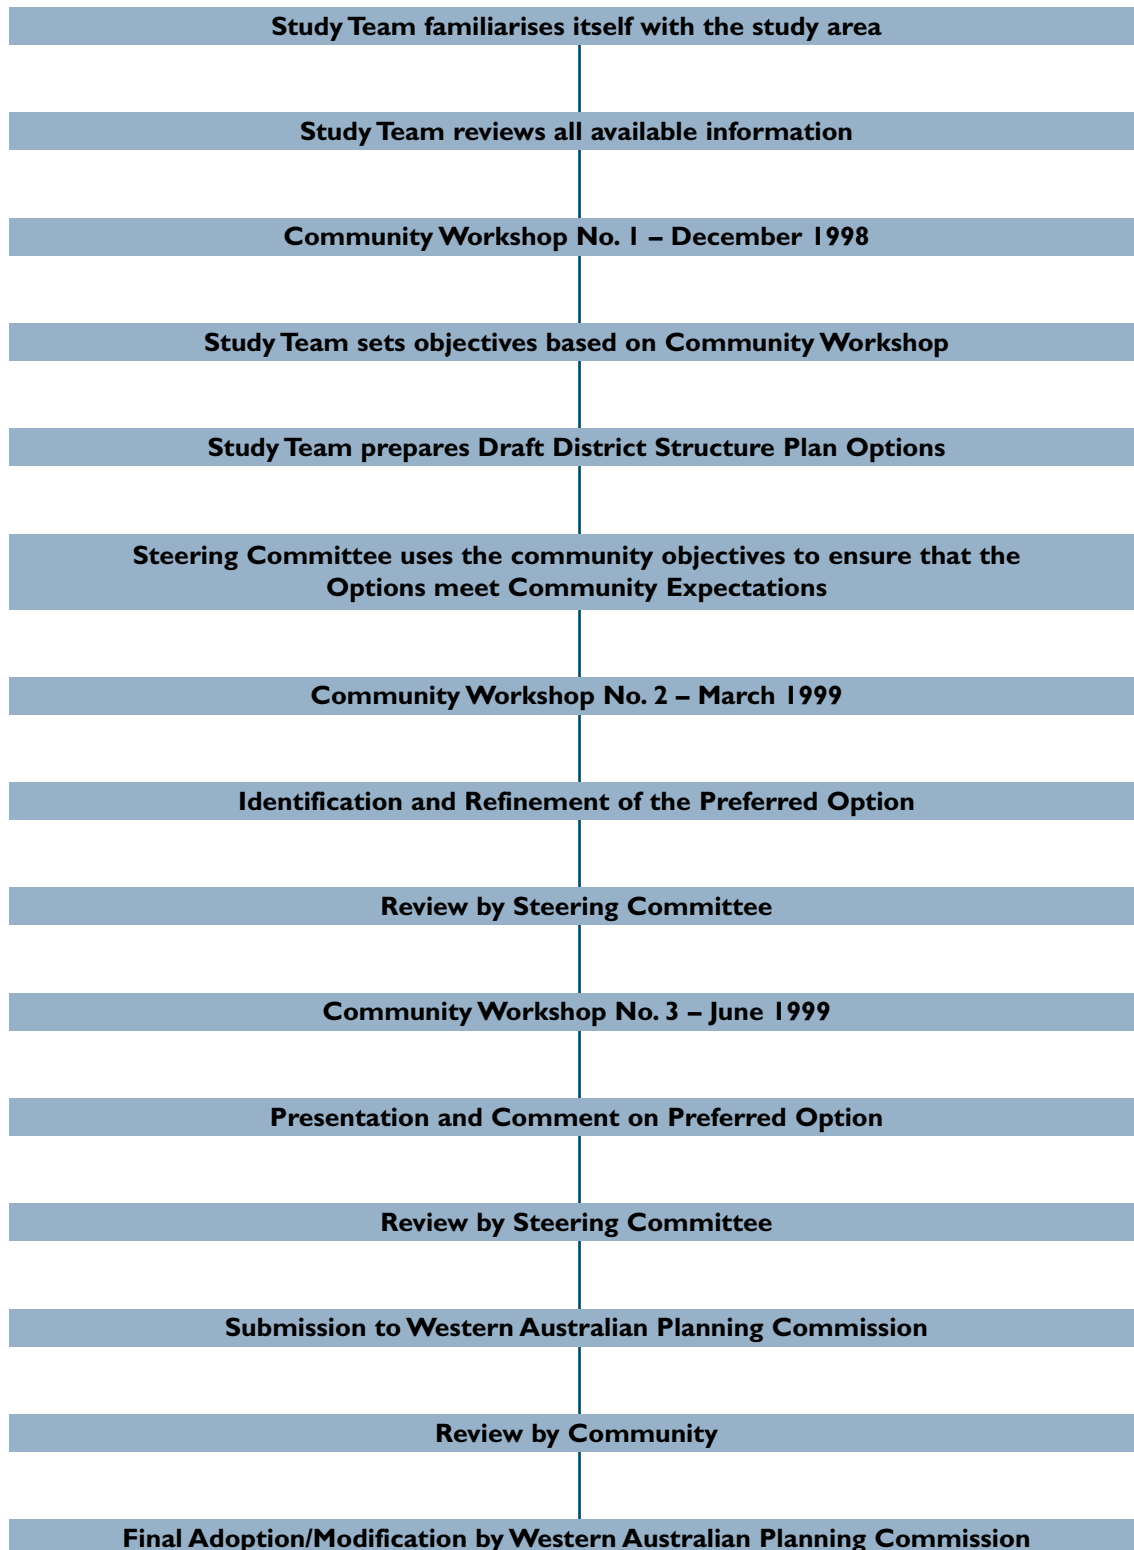 Study Team familiarises itself with the study area
Study Team reviews all available information
Community Workshop No. 1 – December 1998
Study Team sets objectives based on Community Workshop
Study Team prepares Draft District Structure Plan Options
Steering Committee uses the community objectives to ensure that the
Options meet Community Expectations
Community Workshop No. 2 – March 1999
Identification and Refinement of the Preferred Option
Review by Steering Committee
Community Workshop No. 3 – June 1999
Presentation and Comment on Preferred Option
Review by Steering Committee
Submission to Western Australian Planning Commission
Review by Community
Final Adoption/Modification by Western Australian Planning Commission